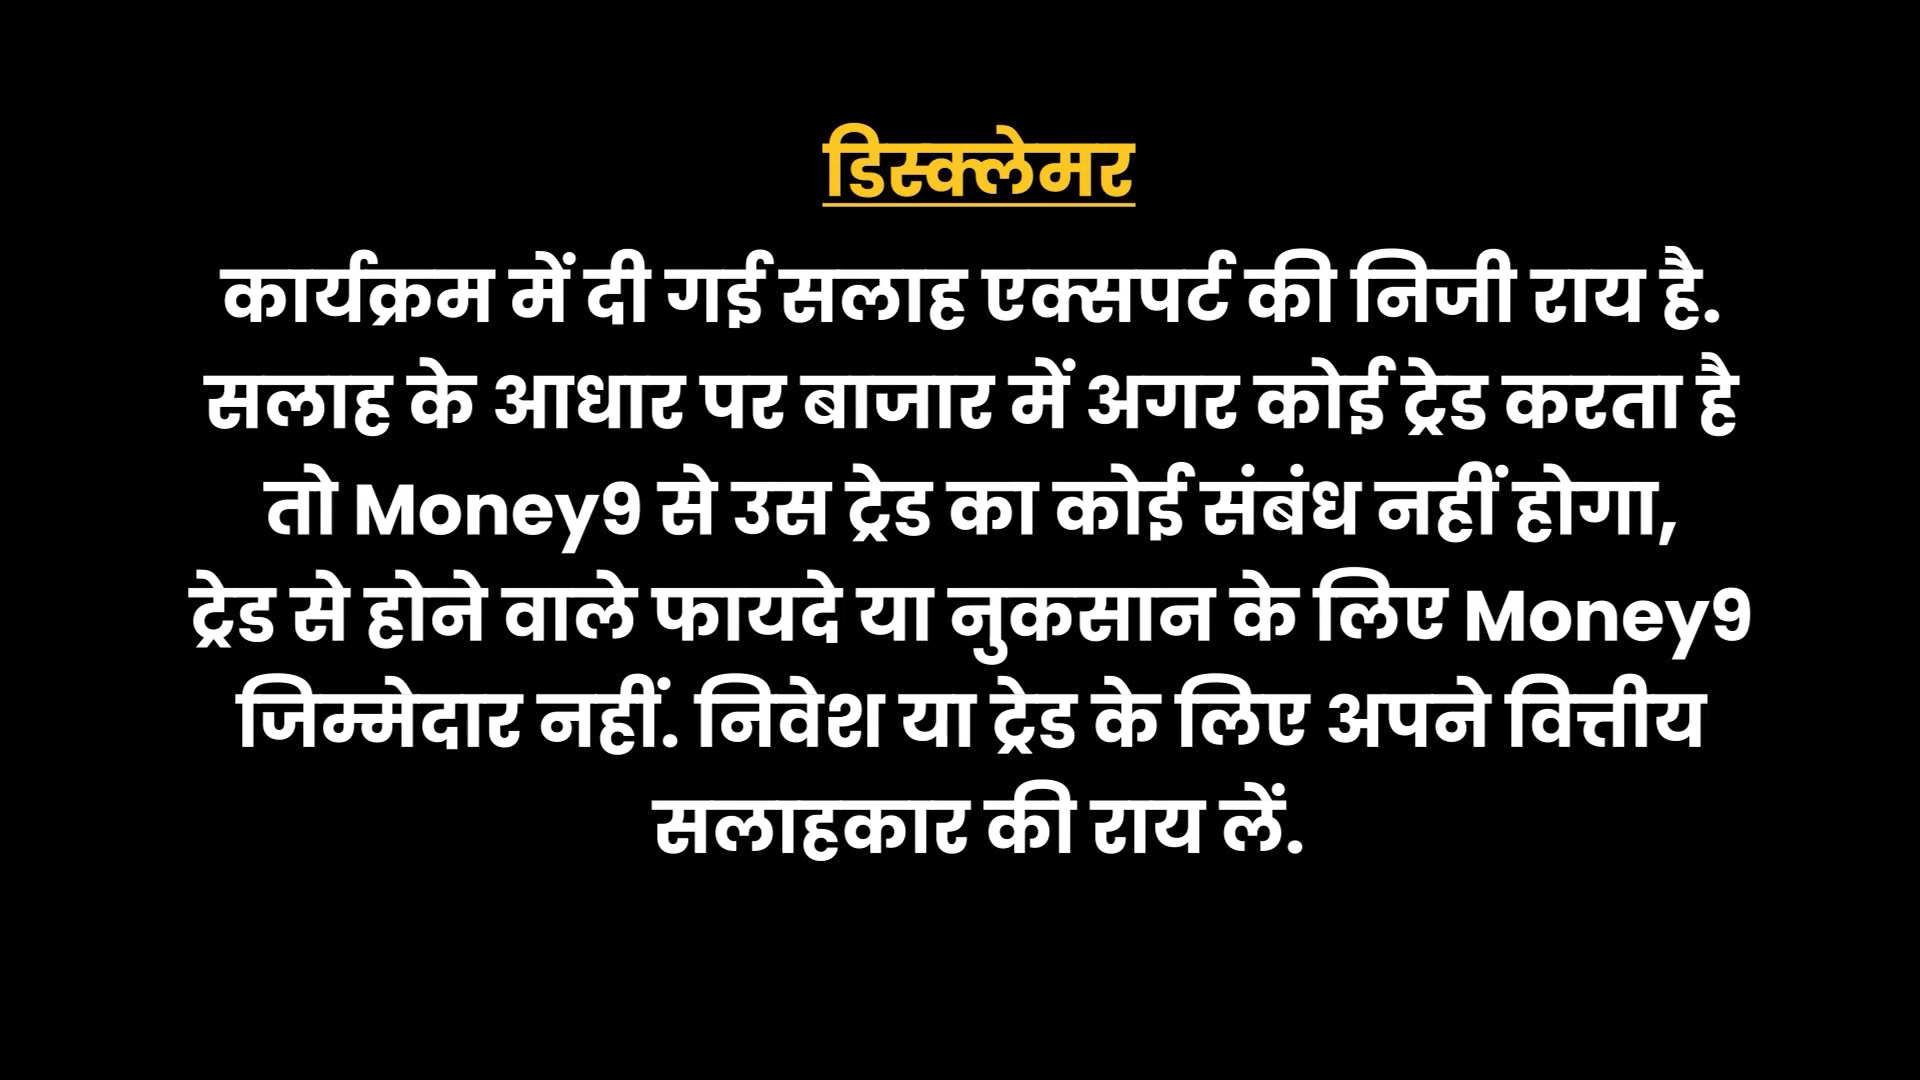 डिस्क्लेमर
कार्यक्रम में दी गई सलाह एक्सपर्ट की निजी राय है.
सलाह के आधार पर बाजार में अगर कोई ट्रेड करता है
तो Money9 से उस ट्रेड का कोई संबंध नहीं होगा,
ट्रेड से होने वाले फायदे या नुकसान के लिए Money9
जिम्मेदार नहीं. निवेश या ट्रेड के लिए अपने वित्तीय
सलाहकार की राय लें.